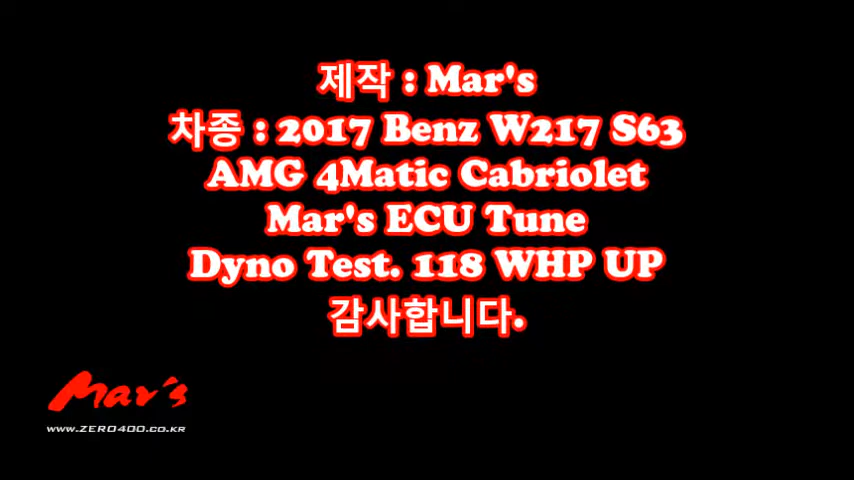 제작 : Mar's
차종 : 2017 Benz W217 S63
AMG 4Matic Cabriolet
Mar's ECU Tune
Dyno Test. 118 WHP UP
감사합니다.
Mar's
www.ZERO400.co.kr